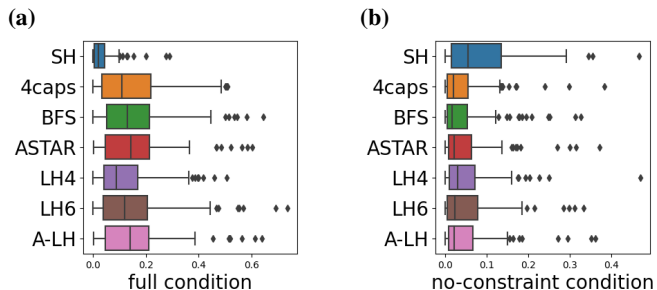 (a)
SH
4caps
BFS
ASTAR
LH4
LH6
A-LH
0.0 0.2 0.4 0.6
full condition
(b)
SH
4caps
BFS
ASTAR
LH4
LH6
A-LH
0.0 0.1 0.2 0.3 0.4
no-constraint condition